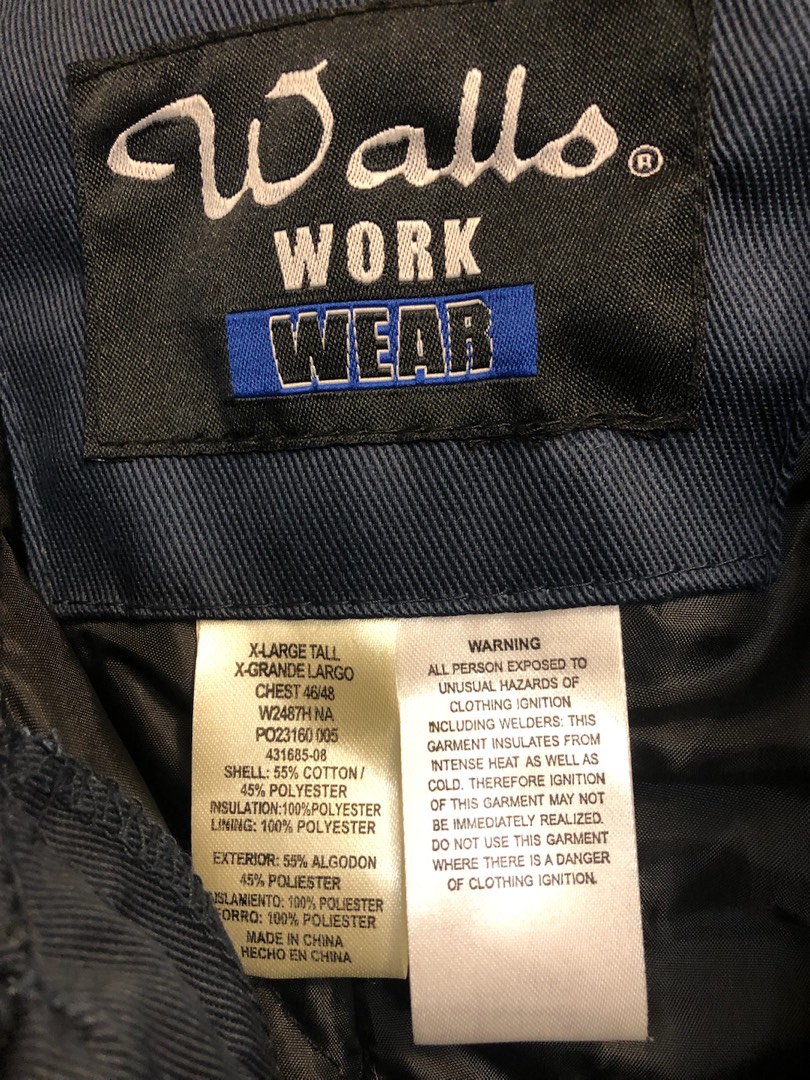 Walls®
WORK
WEAR
X-LARGE TALL
X-GRANDE LARGO
CHEST 46/48
W2487H NA
PO23160 005
431685-08
SHELL: 55% COTTON /
45% POLYESTER
INSULATION:100%POLYESTER
LINING: 100% POLYESTER
EXTERIOR: 55% ALGODON
45% POLIESTER
ISLAMIENTO: 100% POLIESTER
FORRO: 100% POLIESTER
MADE IN CHINA
HECHO EN CHINA
WARNING
ALL PERSON EXPOSED TO
UNUSUAL HAZARDS OF
CLOTHING IGNITION
INCLUDING WELDERS: THIS
GARMENT INSULATES FROM
INTENSE HEAT AS WELL AS
COLD. THEREFORE IGNITION
OF THIS GARMENT MAY NOT
BE IMMEDIATELY REALIZED.
DO NOT USE THIS GARMENT
WHERE THERE IS A DANGER
OF CLOTHING IGNITION.